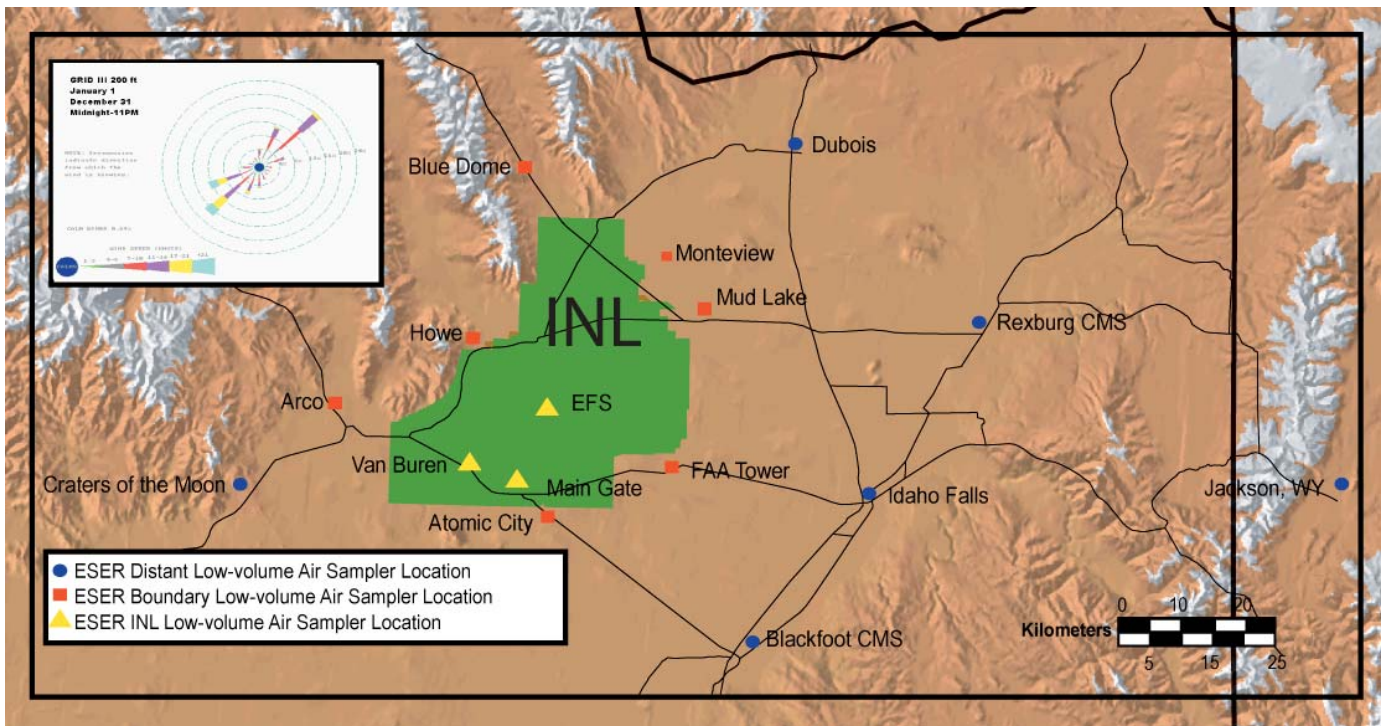 GRID III 200 ft
January 1
December 31
Midnight-11PM
WIND SPEED (KNOTS)
Dubois
Blue Dome
Monteview
INL
Mud Lake
Howe
Rexburg CMS
Arco
EFS
Van Buren
FAA Tower
Craters of the Moon
Main Gate
Idaho Falls
Jackson, WY
Atomic City
ESER Distant Low-volume Air Sampler Location
ESER Boundary Low-volume Air Sampler Location
ESER INL Low-volume Air Sampler Location
0 10 20
Kilometers
5 15 25
Blackfoot CMS